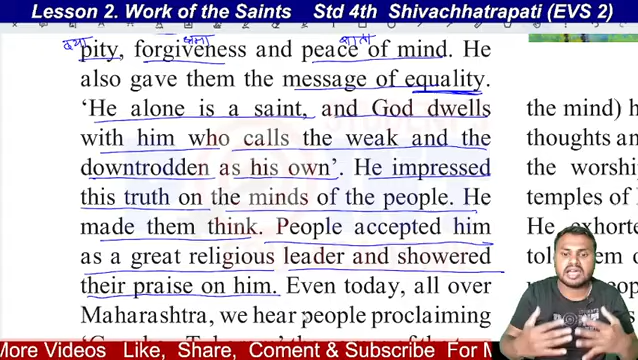 Lesson 2. Work of the Saints Std 4th Shivachhatrapati (EVS 2)
दया क्षमा शांती
pity, forgiveness and peace of mind. He
also gave them the message of equality.
‘He alone is a saint, and God dwells
with him who calls the weak and the
downtrodden as his own’. He impressed
this truth on the minds of the people. He
made them think. People accepted him
as a great religious leader and showered
their praise on him. Even today, all over
Maharashtra, we hear people proclaiming
the mind) h
thoughts and
the worsh
temples of
He exhorte
More Videos Like, Share, Coment & Subscribe For M